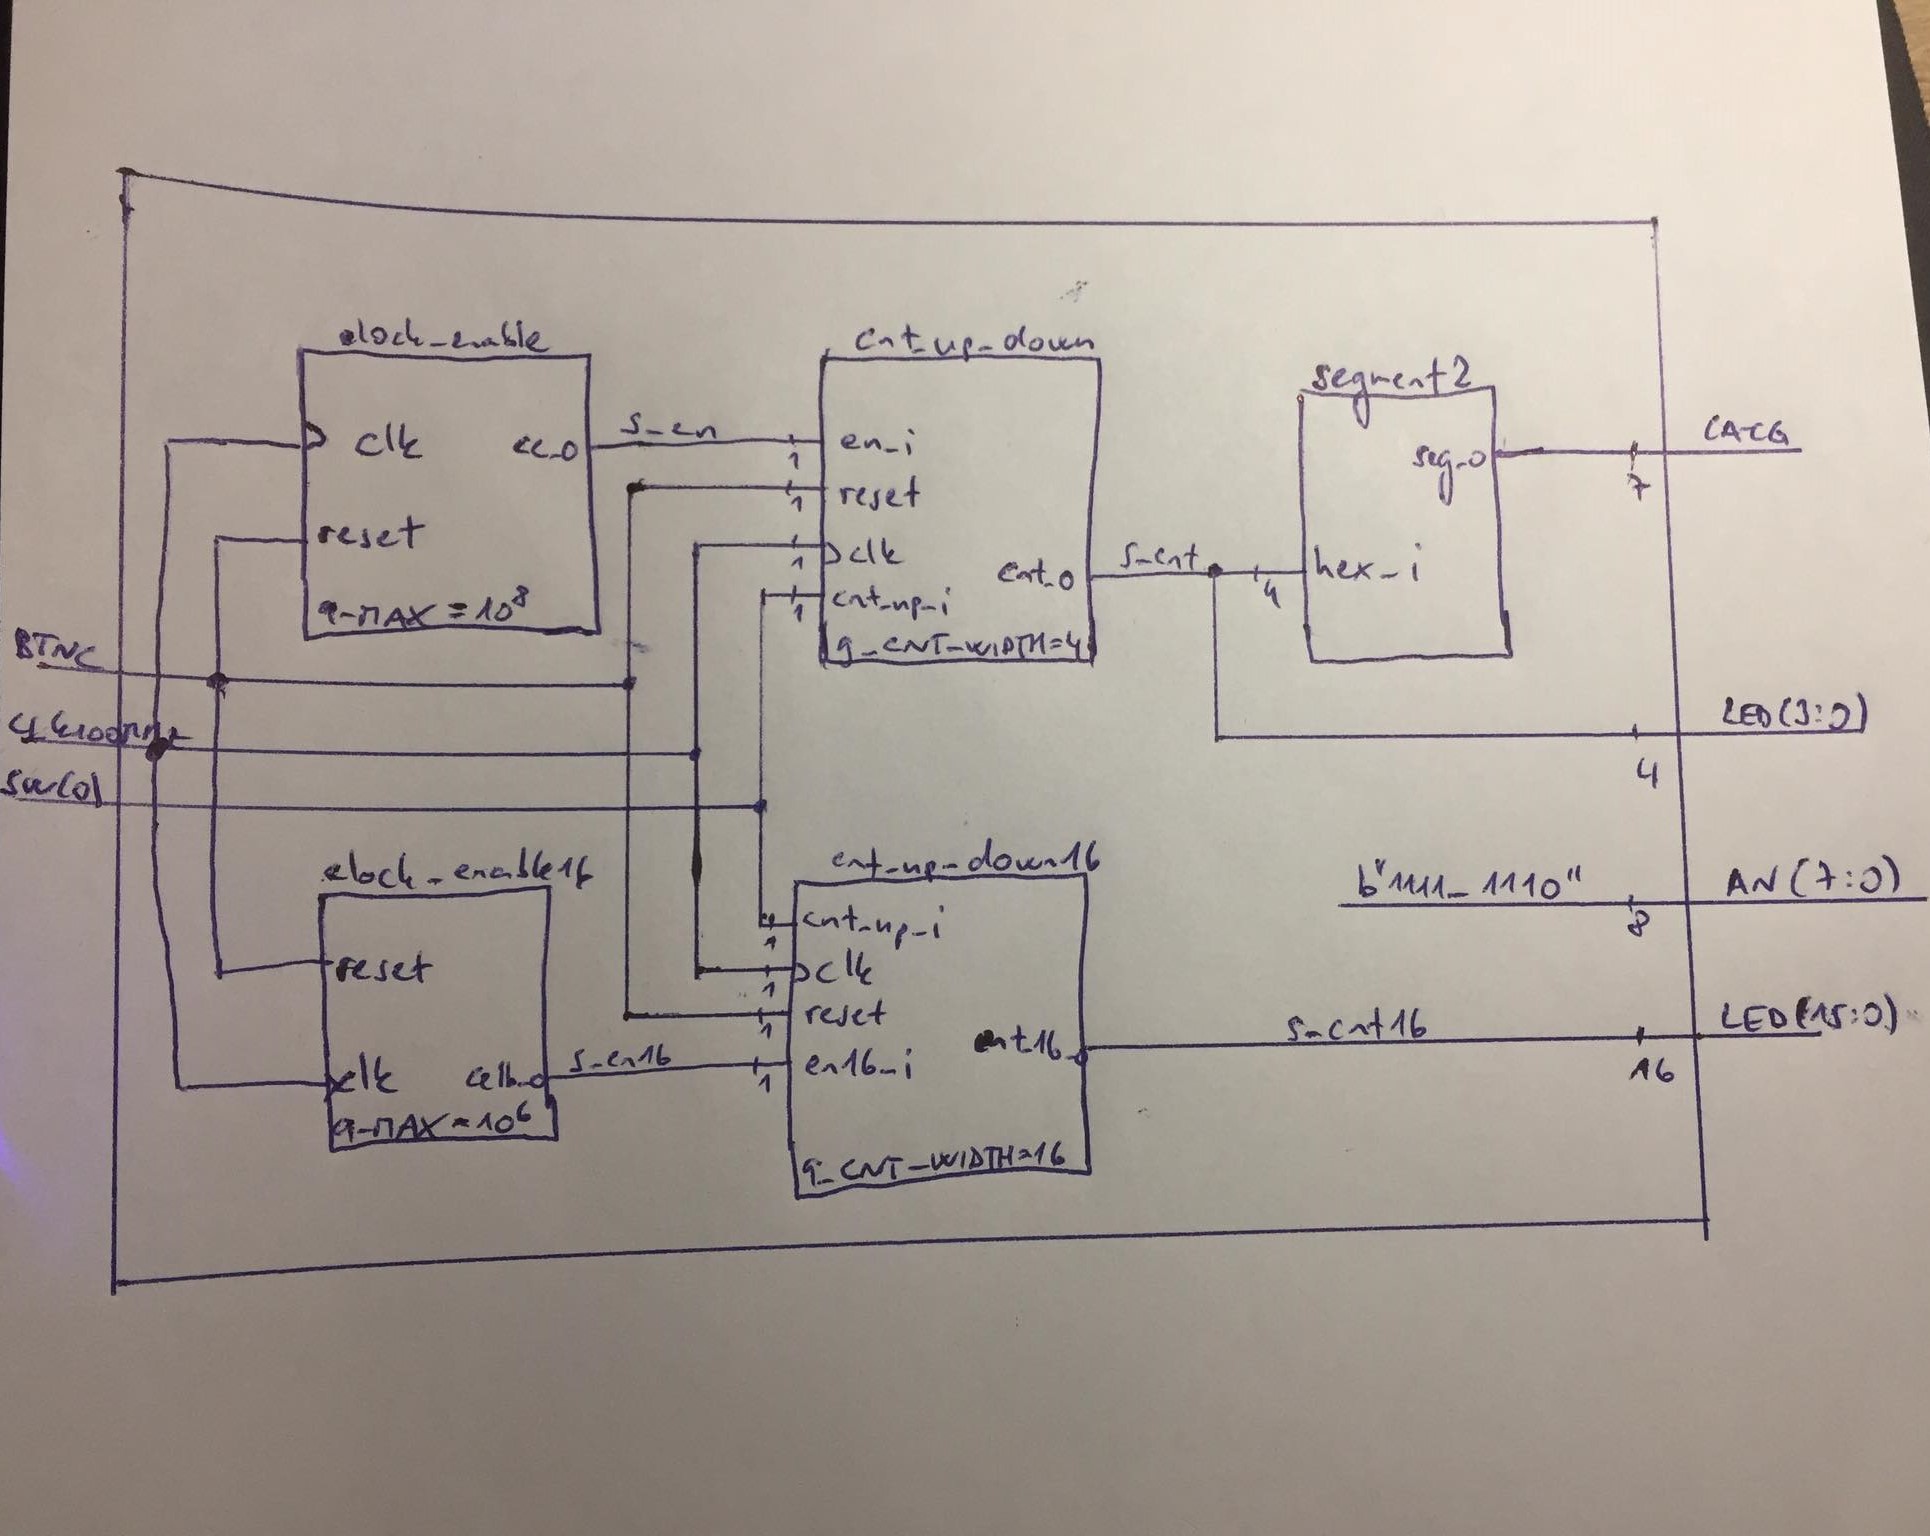 clock_enable
clk
ce_o
reset
g_MAX = 10^8
s_en
1
1
1
1
cnt_up_down
en_i
reset
clk
cnt_up_i
cnt_o
g_CNT_WIDTH=4
s_cnt
4
segment2
seg_o
hex_i
7
CA-CG
BTNC
CLK100MHz
SW(0)
LED(3:0)
4
b"1111_1110"
8
AN(7:0)
clock_enable16
reset
clk
g_MAX = 10^6
s_en16
1
1
1
1
cnt_up_down16
cnt_up_i
clk
reset
en16_i
cnt16_o
g_CNT_WIDTH=16
s_cnt16
16
LED(15:0)